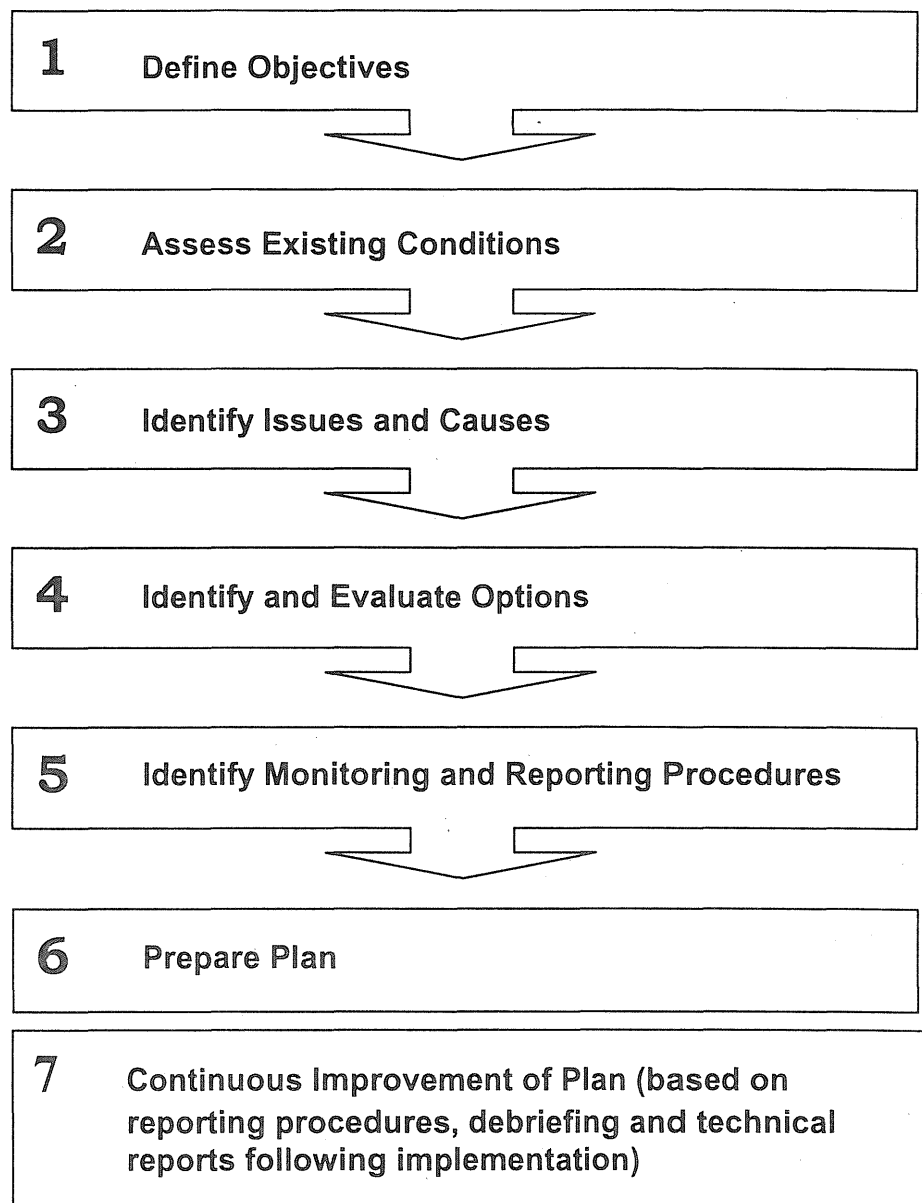 1 Define Objectives
2 Assess Existing Conditions
3 Identify Issues and Causes
4 Identify and Evaluate Options
5 Identify Monitoring and Reporting Procedures
6 Prepare Plan
7 Continuous Improvement of Plan (based on
reporting procedures, debriefing and technical
reports following implementation)